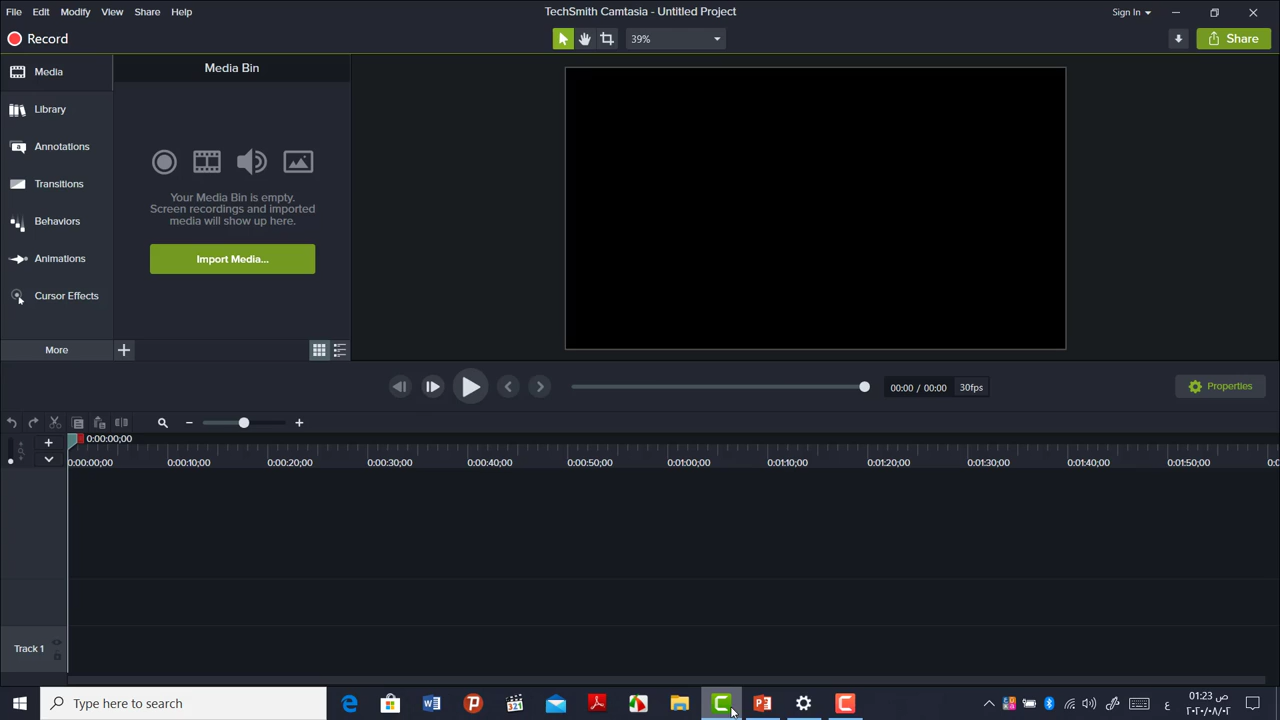 File Edit Modify View Share Help
TechSmith Camtasia - Untitled Project
Sign In
Record
39%
Share
Media
Media Bin
Library
Annotations
Transitions
Your Media Bin is empty.
Screen recordings and imported
media will show up here.
Behaviors
Import Media...
Animations
Cursor Effects
More
00:00 / 00:00
30fps
Properties
0:00:00;00
0:00:00;00 0:00:10;00 0:00:20;00 0:00:30;00 0:00:40;00 0:00:50;00 0:01:00;00 0:01:10;00 0:01:20;00 0:01:30;00 0:01:40;00 0:01:50;00
Track 1
Type here to search
321
ع
01:23 ص